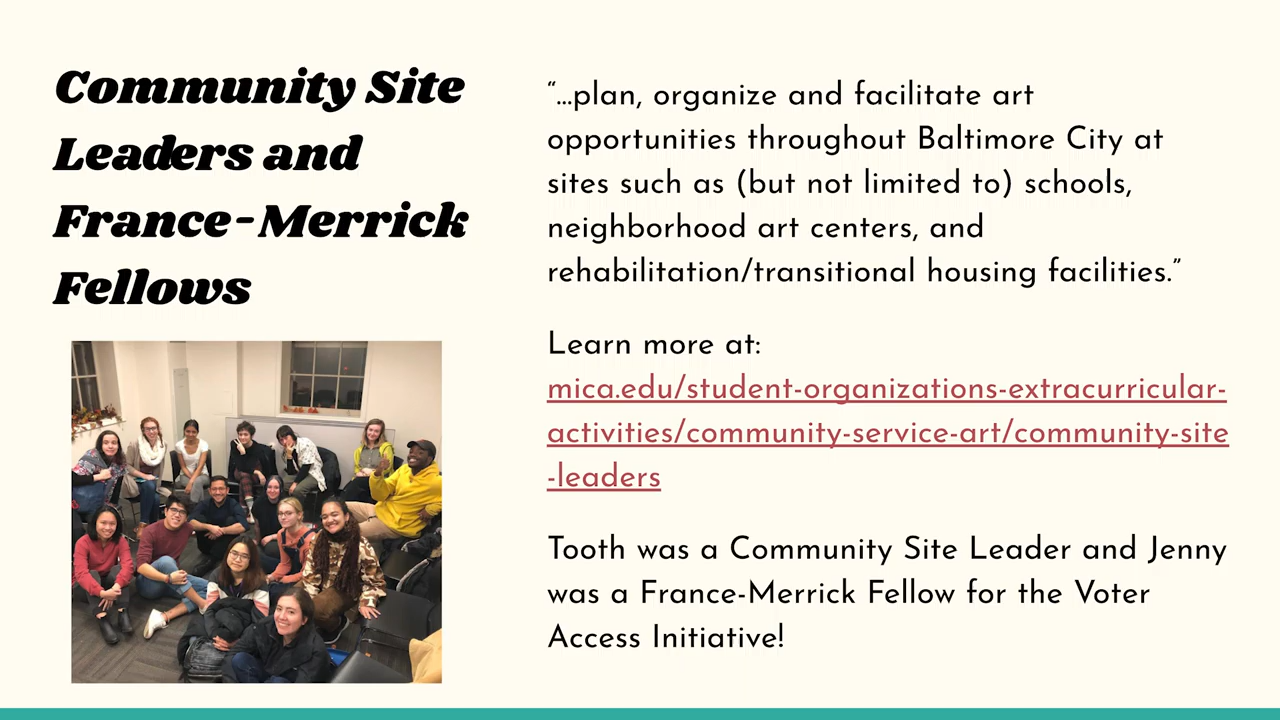 Community Site
Leaders and
France-Merrick
Fellows
“...plan, organize and facilitate art
opportunities throughout Baltimore City at
sites such as (but not limited to) schools,
neighborhood art centers, and
rehabilitation/transitional housing facilities.”
Learn more at:
mica.edu/student-organizations-extracurricular-
activities/community-service-art/community-site
-leaders
Tooth was a Community Site Leader and Jenny
was a France-Merrick Fellow for the Voter
Access Initiative!